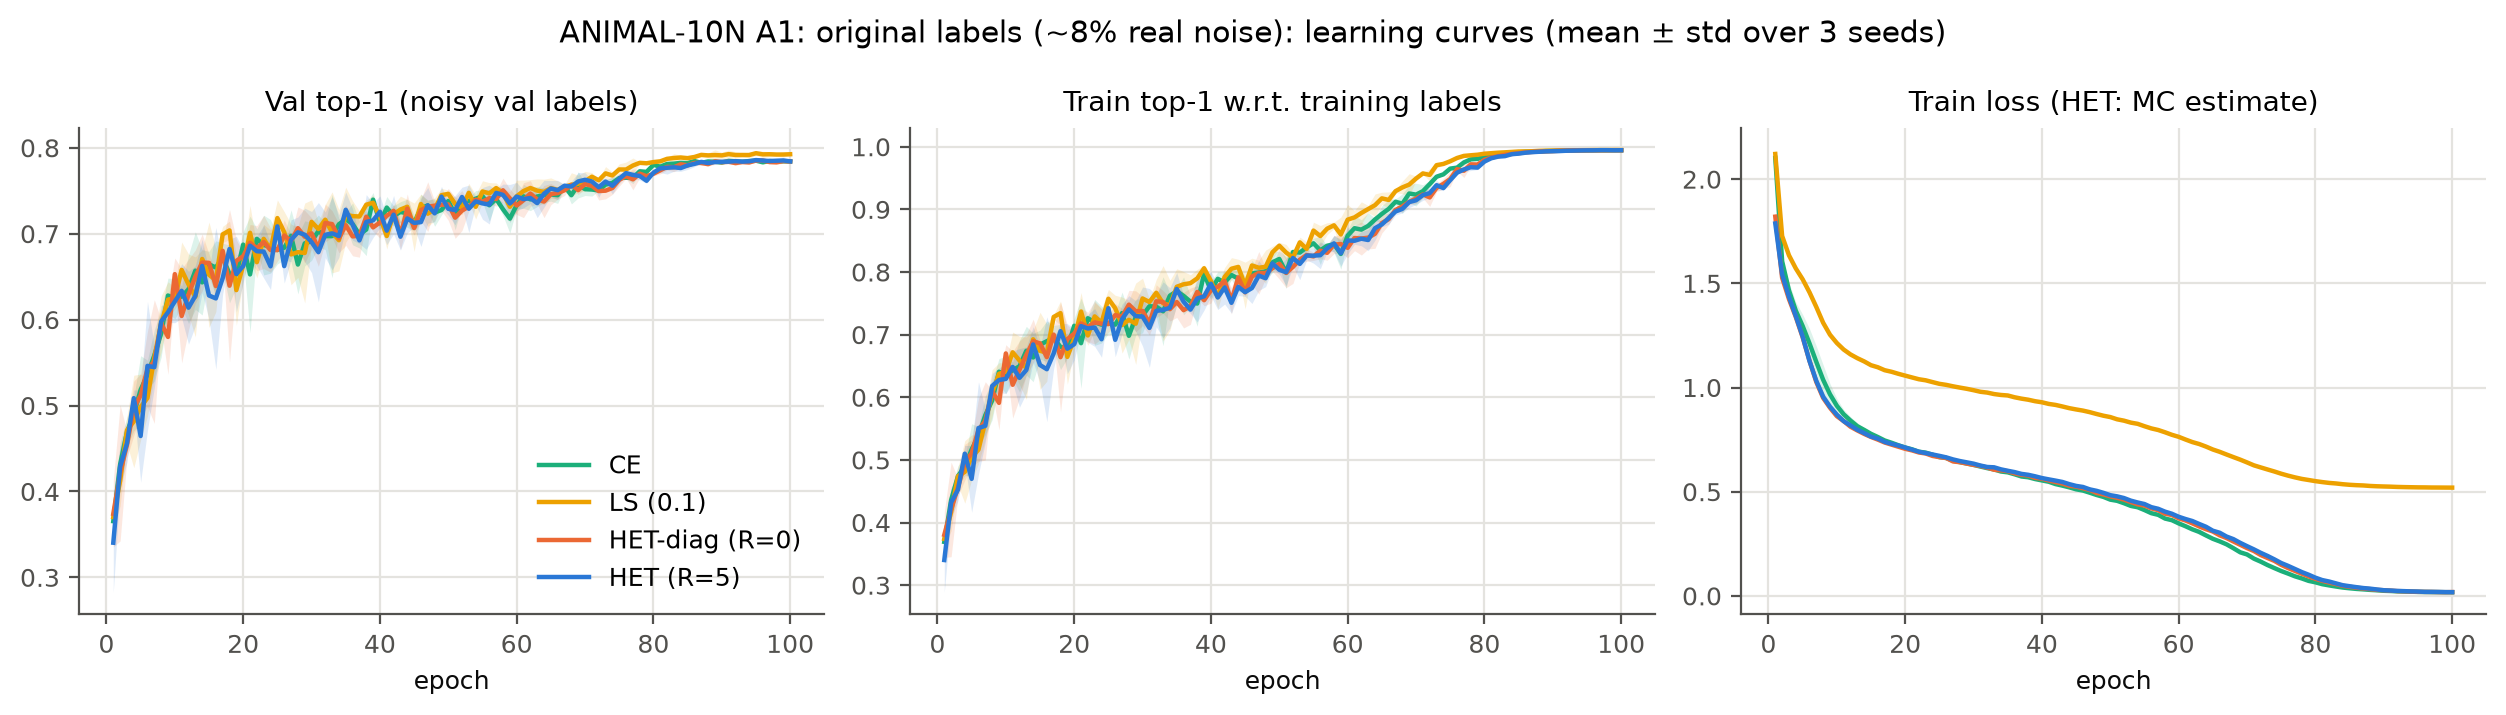 ANIMAL-10N A1: original labels (~8% real noise): learning curves (mean ± std over 3 seeds)
Val top-1 (noisy val labels)
0.8
0.7
0.6
0.5
0.4
0.3
0 20 40 60 80 100
epoch
CE
LS (0.1)
HET-diag (R=0)
HET (R=5)
Train top-1 w.r.t. training labels
1.0
0.9
0.8
0.7
0.6
0.5
0.4
0.3
0 20 40 60 80 100
epoch
Train loss (HET: MC estimate)
2.0
1.5
1.0
0.5
0.0
0 20 40 60 80 100
epoch